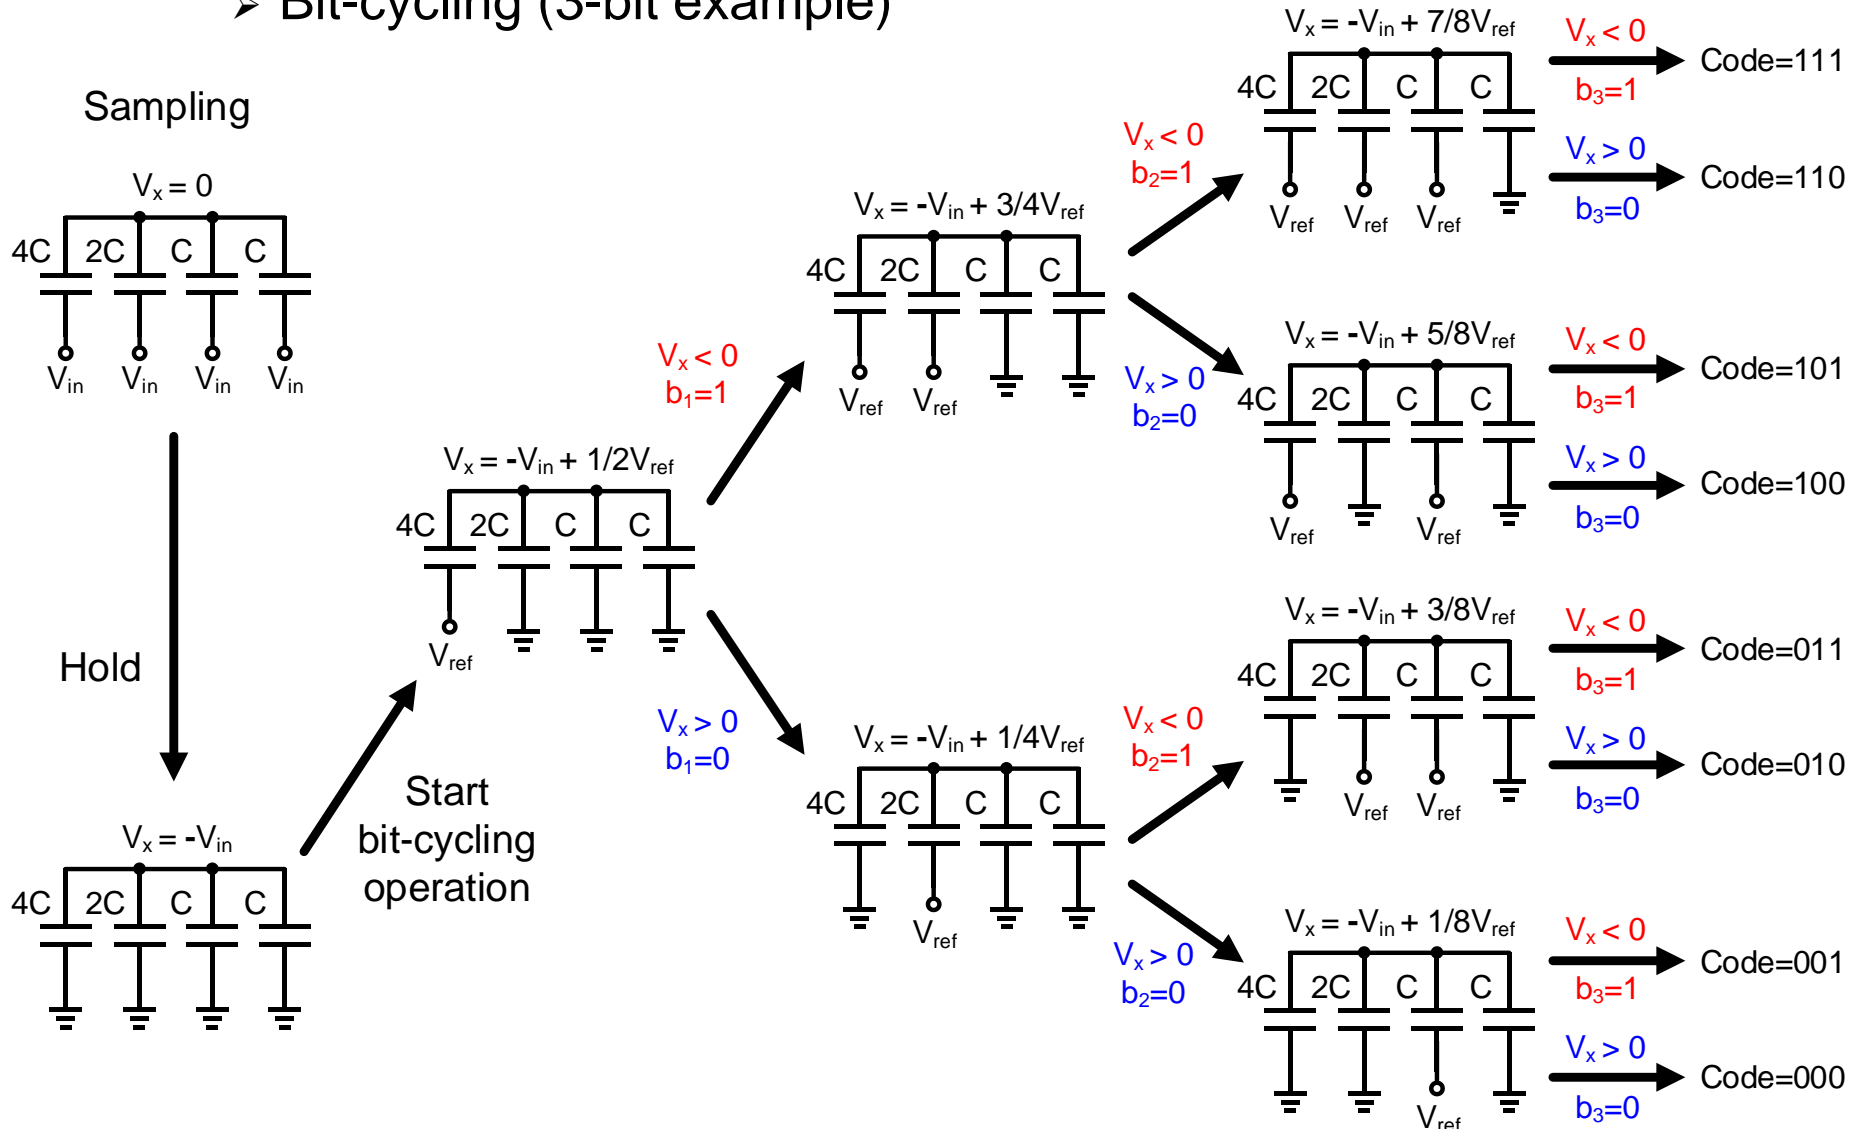 ➢ Bit-cycling (3-bit example)
Sampling
Vx = 0
4C 2C C C
Vin Vin Vin Vin
Hold
Vx = -Vin
4C 2C C C
Start
bit-cycling
operation
Vx = -Vin + 1/2Vref
4C 2C C C
Vref
Vx < 0
b1=1
Vx > 0
b1=0
Vx = -Vin + 3/4Vref
4C 2C C C
Vref Vref
Vx < 0
b2=1
Vx > 0
b2=0
Vx = -Vin + 1/4Vref
4C 2C C C
Vref
Vx < 0
b2=1
Vx > 0
b2=0
Vx = -Vin + 7/8Vref
4C 2C C C
Vref Vref Vref
Vx < 0
b3=1
Code=111
Vx > 0
b3=0
Code=110
Vx = -Vin + 5/8Vref
4C 2C C C
Vref Vref
Vx < 0
b3=1
Code=101
Vx > 0
b3=0
Code=100
Vx = -Vin + 3/8Vref
4C 2C C C
Vref Vref
Vx < 0
b3=1
Code=011
Vx > 0
b3=0
Code=010
Vx = -Vin + 1/8Vref
4C 2C C C
Vref
Vx < 0
b3=1
Code=001
Vx > 0
b3=0
Code=000